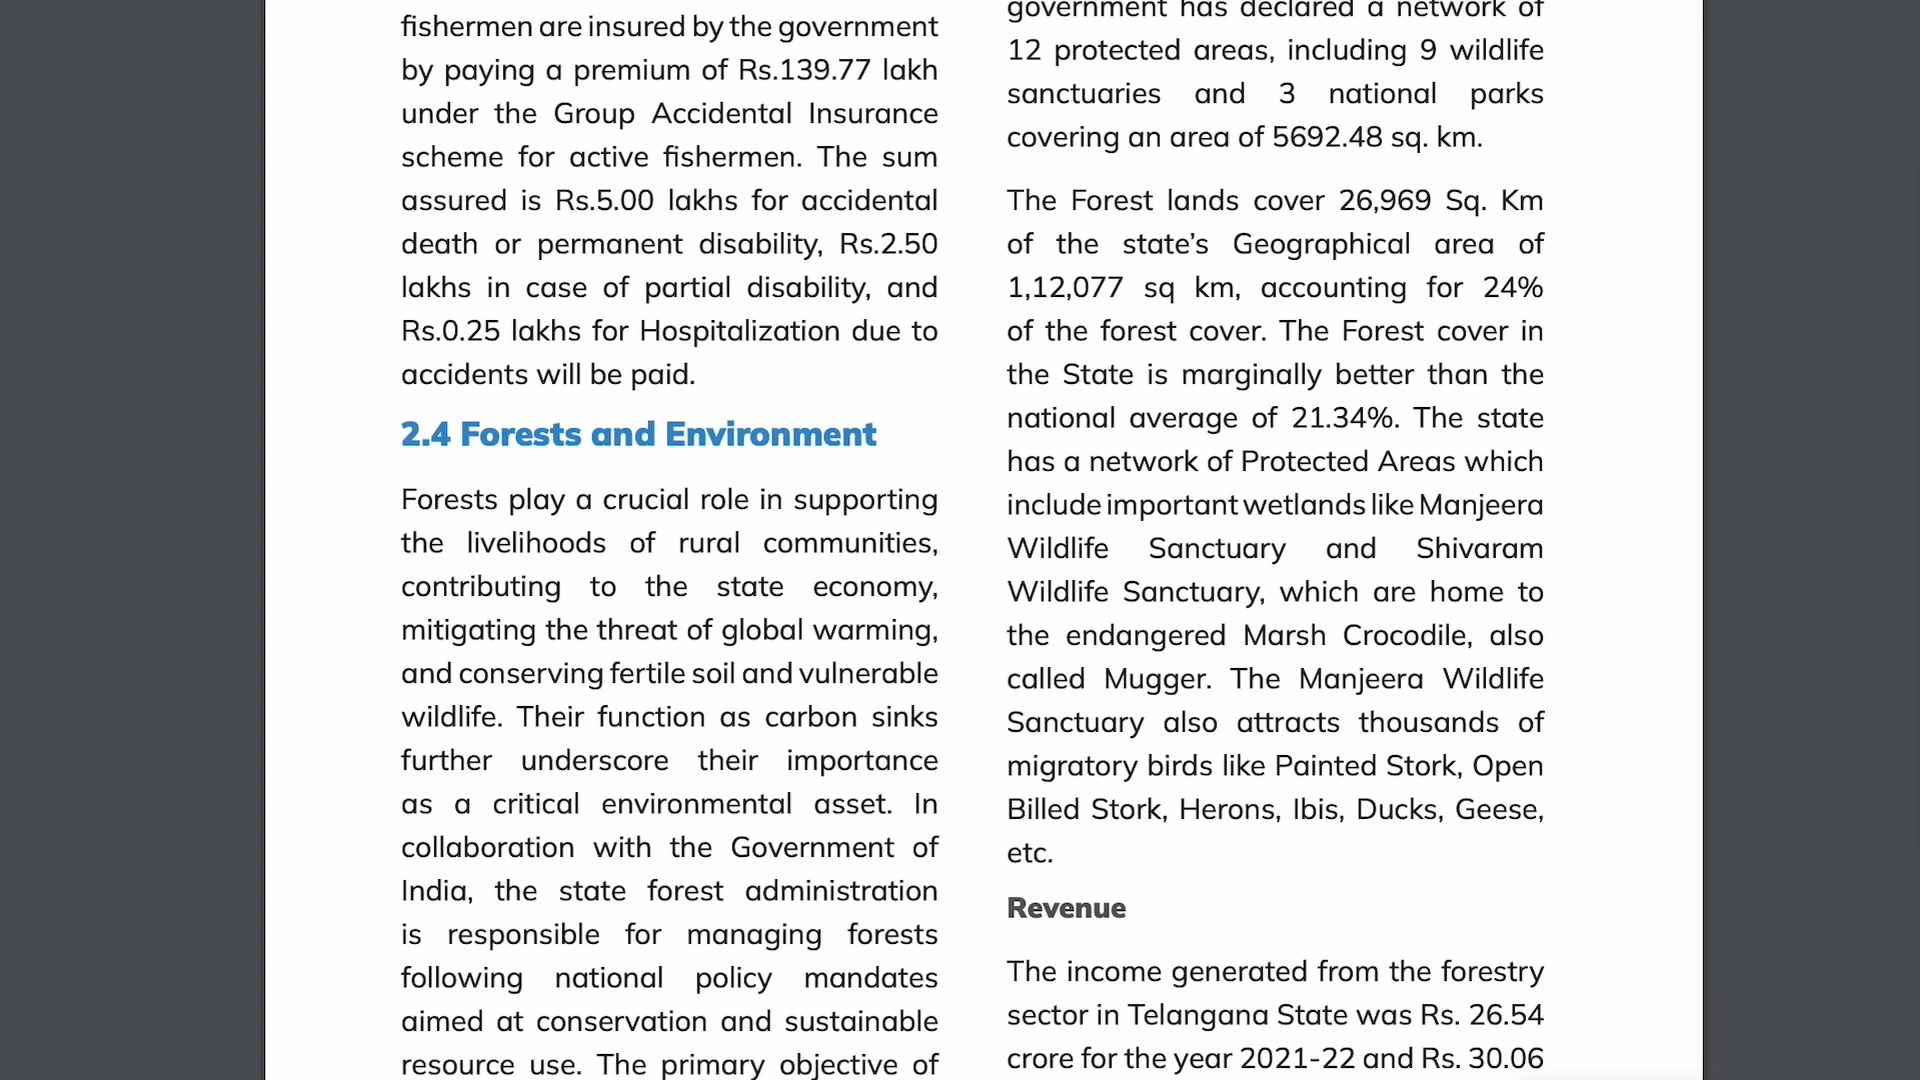 fishermen are insured by the government
by paying a premium of Rs.139.77 lakh
under the Group Accidental Insurance
scheme for active fishermen. The sum
assured is Rs.5.00 lakhs for accidental
death or permanent disability, Rs.2.50
lakhs in case of partial disability, and
Rs.0.25 lakhs for Hospitalization due to
accidents will be paid.
2.4 Forests and Environment
Forests play a crucial role in supporting
the livelihoods of rural communities,
contributing to the state economy,
mitigating the threat of global warming,
and conserving fertile soil and vulnerable
wildlife. Their function as carbon sinks
further underscore their importance
as a critical environmental asset. In
collaboration with the Government of
India, the state forest administration
is responsible for managing forests
following national policy mandates
aimed at conservation and sustainable
resource use. The primary objective of
government has declared a network of
12 protected areas, including 9 wildlife
sanctuaries and 3 national parks
covering an area of 5692.48 sq. km.
The Forest lands cover 26,969 Sq. Km
of the state’s Geographical area of
1,12,077 sq km, accounting for 24%
of the forest cover. The Forest cover in
the State is marginally better than the
national average of 21.34%. The state
has a network of Protected Areas which
include important wetlands like Manjeera
Wildlife Sanctuary and Shivaram
Wildlife Sanctuary, which are home to
the endangered Marsh Crocodile, also
called Mugger. The Manjeera Wildlife
Sanctuary also attracts thousands of
migratory birds like Painted Stork, Open
Billed Stork, Herons, Ibis, Ducks, Geese,
etc.
Revenue
The income generated from the forestry
sector in Telangana State was Rs. 26.54
crore for the year 2021-22 and Rs. 30.06